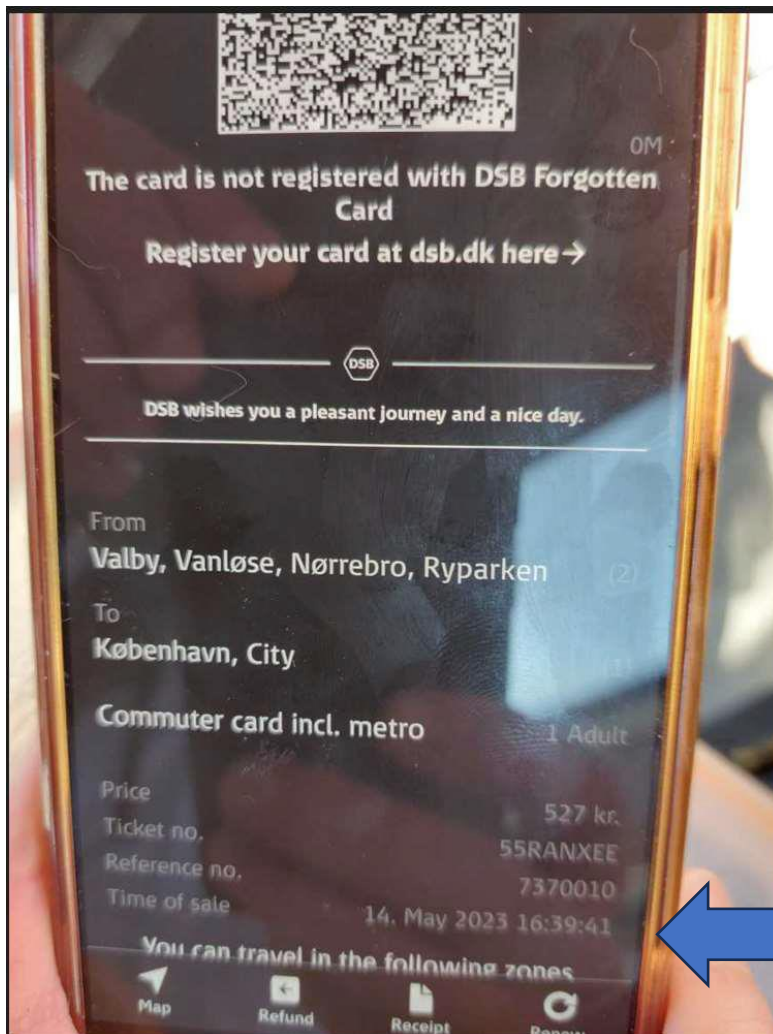 0M
The card is not registered with DSB Forgotten
Card
Register your card at dsb.dk here→
DSB
DSB wishes you a pleasant journey and a nice day.
From
Valby, Vanløse, Nørrebro, Ryparken (2)
To
København, City (1)
Commuter card incl. metro 1 Adult
Price 527 kr.
Ticket no. 55RANXEE
Reference no. 7370010
Time of sale 14. May 2023 16:39:41
You can travel in the following zones
Map Refund Receipt Renew